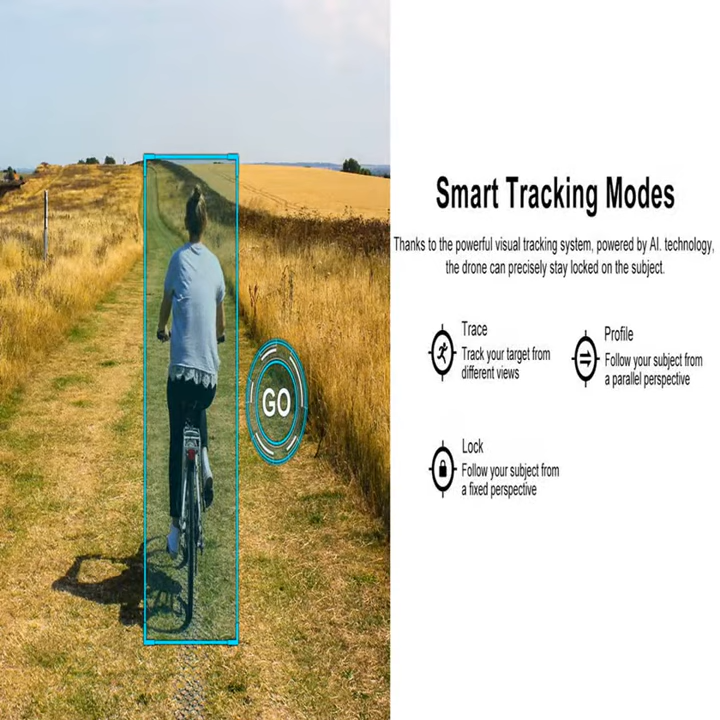 GO
Smart Tracking Modes
Thanks to the powerful visual tracking system, powered by AI. technology,
the drone can precisely stay locked on the subject.
Trace
Track your target from
different views
Profile
Follow your subject from
a parallel perspective
Lock
Follow your subject from
a fixed perspective